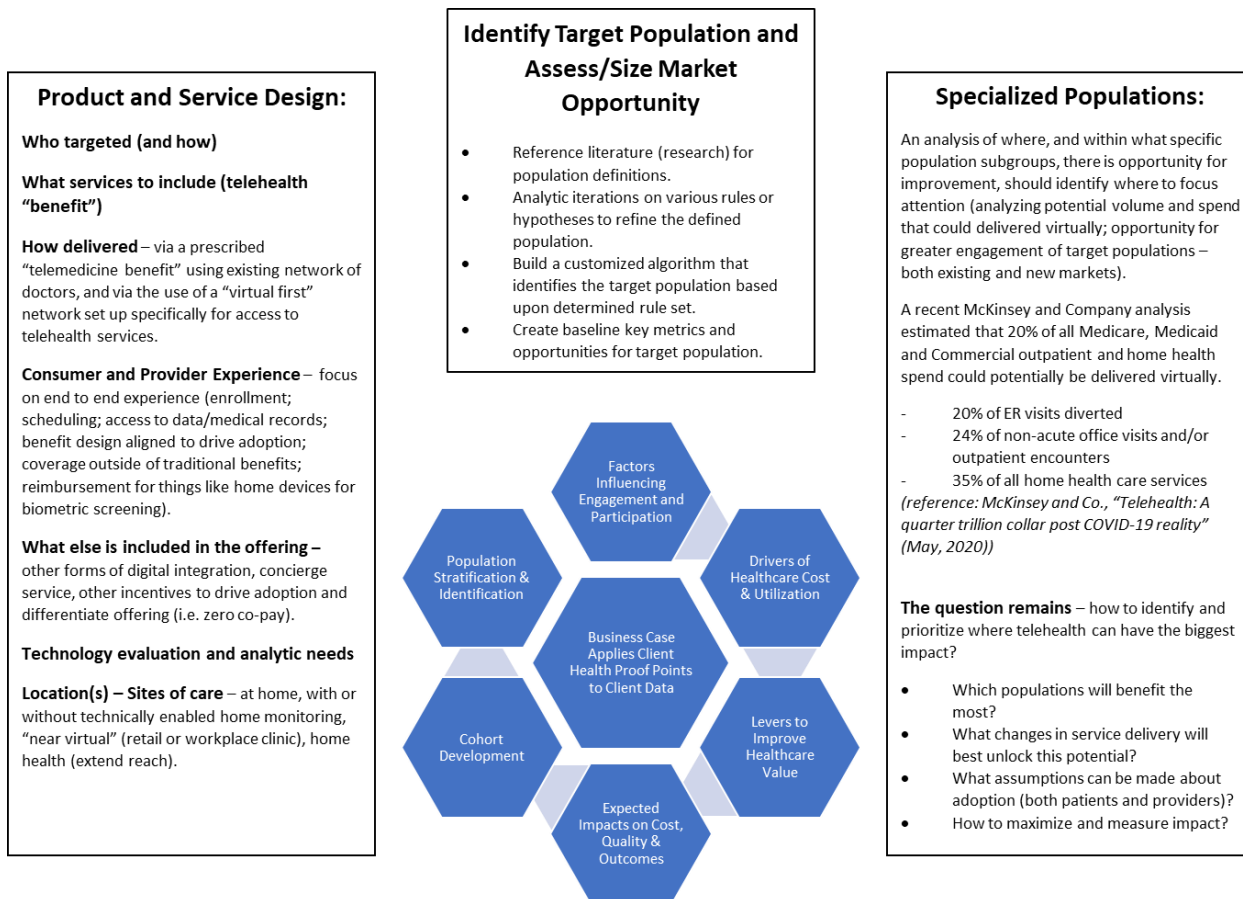 Product and Service Design:
Who targeted (and how)
What services to include (telehealth
“benefit”)
How delivered – via a prescribed
“telemedicine benefit” using existing network of
doctors, and via the use of a “virtual first”
network set up specifically for access to
telehealth services.
Consumer and Provider Experience – focus
on end to end experience (enrollment;
scheduling; access to data/medical records;
benefit design aligned to drive adoption;
coverage outside of traditional benefits;
reimbursement for things like home devices for
biometric screening).
What else is included in the offering –
other forms of digital integration, concierge
service, other incentives to drive adoption and
differentiate offering (i.e. zero co-pay).
Technology evaluation and analytic needs
Location(s) – Sites of care – at home, with or
without technically enabled home monitoring,
“near virtual” (retail or workplace clinic), home
health (extend reach).
Identify Target Population and
Assess/Size Market
Opportunity
• Reference literature (research) for
population definitions.
• Analytic iterations on various rules or
hypotheses to refine the defined
population.
• Build a customized algorithm that
identifies the target population based
upon determined rule set.
• Create baseline key metrics and
opportunities for target population.
Factors
Influencing
Engagement and
Participation
Drivers of
Healthcare Cost
& Utilization
Levers to
Improve
Healthcare
Value
Expected
Impacts on Cost,
Quality &
Outcomes
Cohort
Development
Population
Stratification &
Identification
Business Case
Applies Client
Health Proof Points
to Client Data
Specialized Populations:
An analysis of where, and within what specific
population subgroups, there is opportunity for
improvement, should identify where to focus
attention (analyzing potential volume and spend
that could delivered virtually; opportunity for
greater engagement of target populations –
both existing and new markets).
A recent McKinsey and Company analysis
estimated that 20% of all Medicare, Medicaid
and Commercial outpatient and home health
spend could potentially be delivered virtually.
- 20% of ER visits diverted
- 24% of non-acute office visits and/or
outpatient encounters
- 35% of all home health care services
(reference: McKinsey and Co., “Telehealth: A
quarter trillion collar post COVID-19 reality”
(May, 2020))
The question remains – how to identify and
prioritize where telehealth can have the biggest
impact?
• Which populations will benefit the
most?
• What changes in service delivery will
best unlock this potential?
• What assumptions can be made about
adoption (both patients and providers)?
• How to maximize and measure impact?